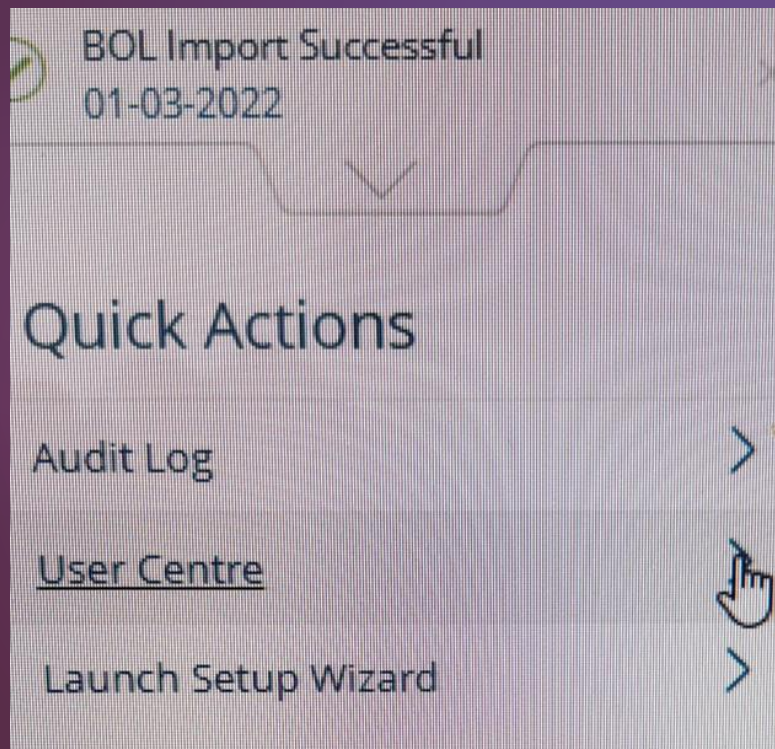 BOL Import Successful
01-03-2022
Quick Actions
Audit Log
User Centre
Launch Setup Wizard